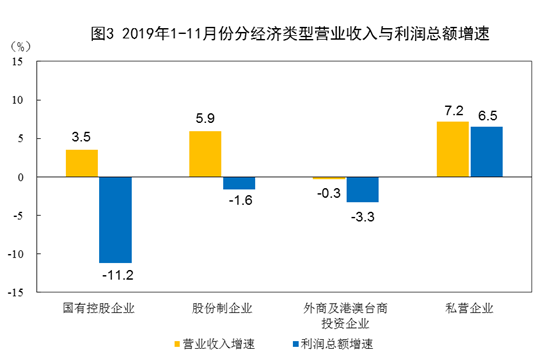 图3 2019年1-11月份分经济类型营业收入与利润总额增速
(%)
15
10
5
0
-5
-10
-15
3.5
-11.2
5.9
-1.6
-0.3
-3.3
7.2
6.5
国有控股企业
股份制企业
外商及港澳台商
投资企业
私营企业
营业收入增速
利润总额增速